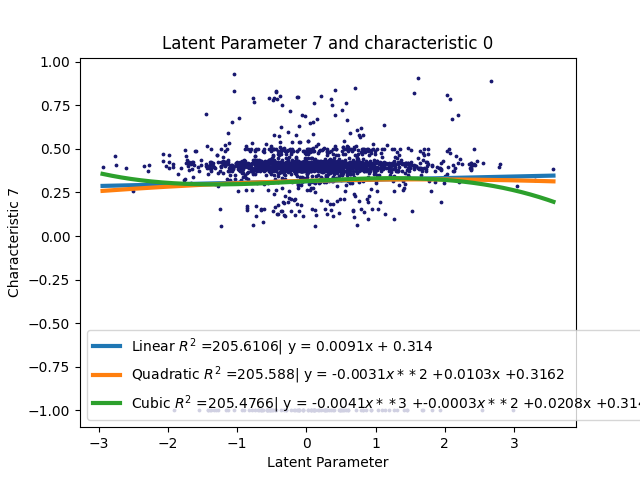 Latent Parameter 7 and characteristic 0
1.00
0.75
0.50
0.25
0.00
−0.25
−0.50
−0.75
−1.00
Characteristic 7
Linear R² =205.6106| y = 0.0091x + 0.314
Quadratic R² =205.588| y = -0.0031x∗∗2 +0.0103x +0.3162
Cubic R² =205.4766| y = -0.0041x∗∗3 +-0.0003x∗∗2 +0.0208x +0.314
−3 −2 −1 0 1 2 3
Latent Parameter